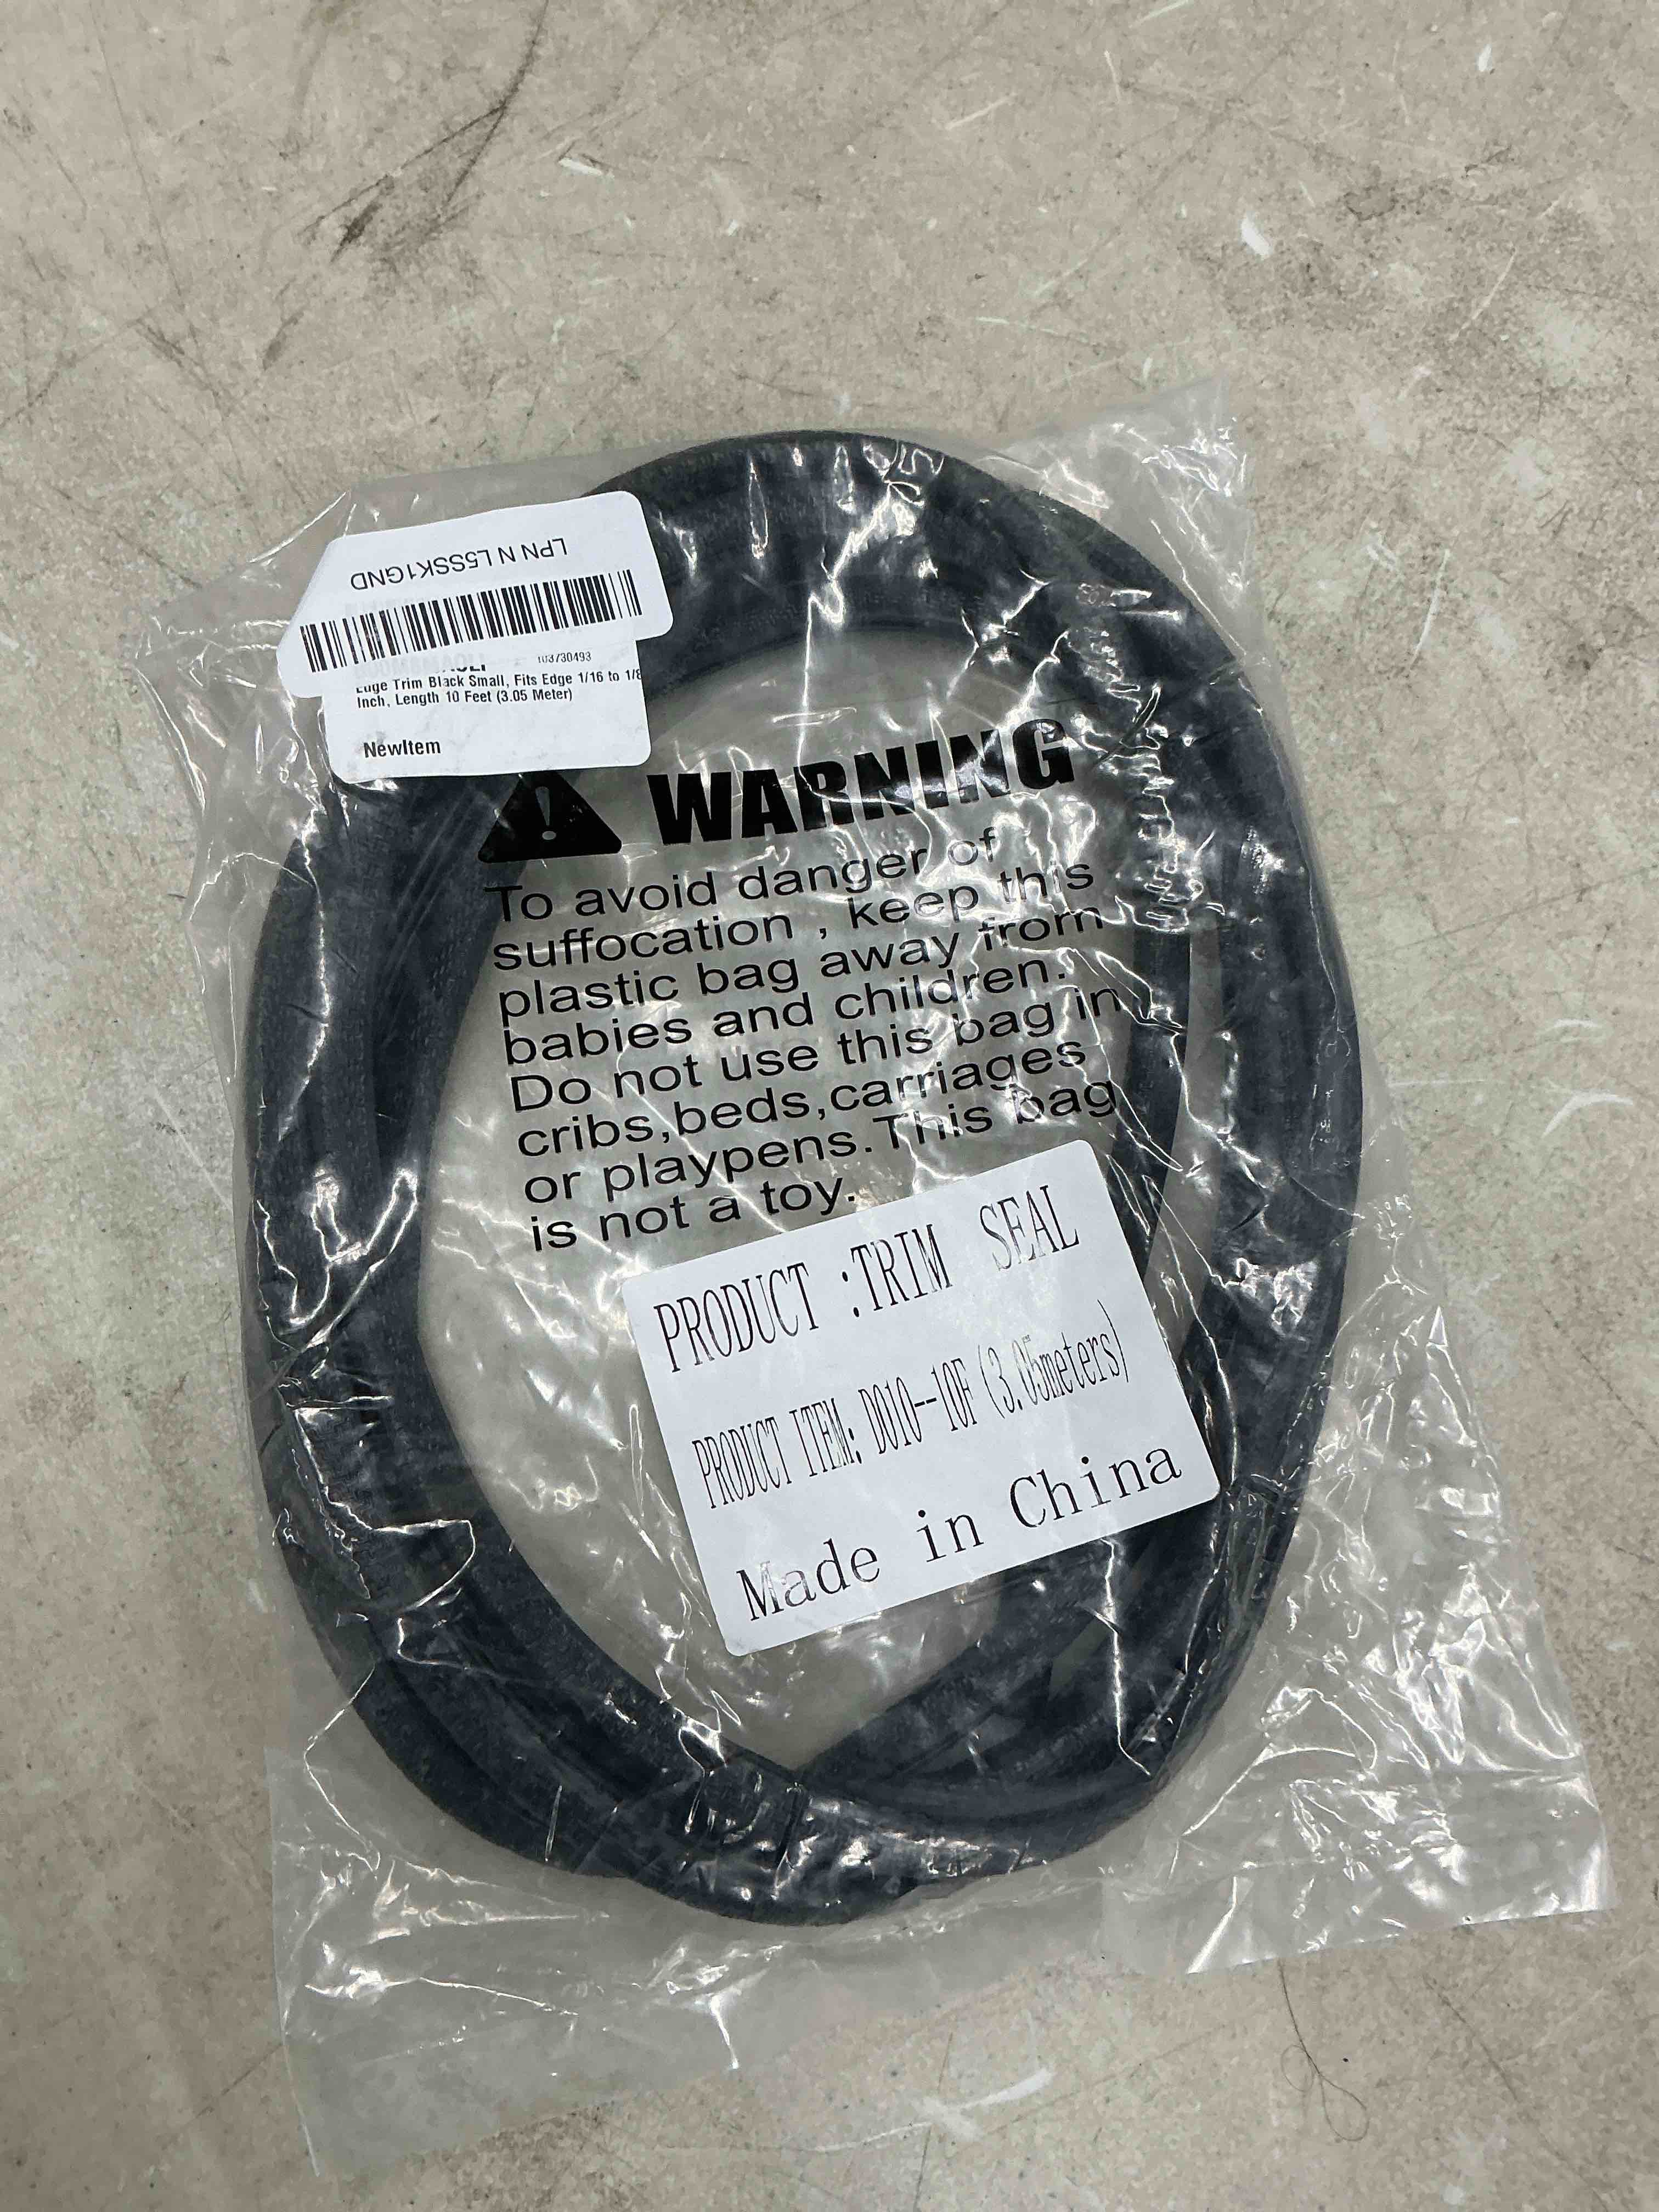 LPN N L5SSK1GND
103730493
Edge Trim Black Small, Fits Edge 1/16 to 1/8
Inch, Length 10 Feet (3.05 Meter)
NewItem
WARNING
To avoid danger of
suffocation , keep this
plastic bag away from
babies and children.
Do not use this bag in
cribs,beds,carriages
or playpens.This bag
is not a toy.
PRODUCT :TRIM SEAL
PRODUCT ITEM: D010--10F (3.05meters)
Made in China